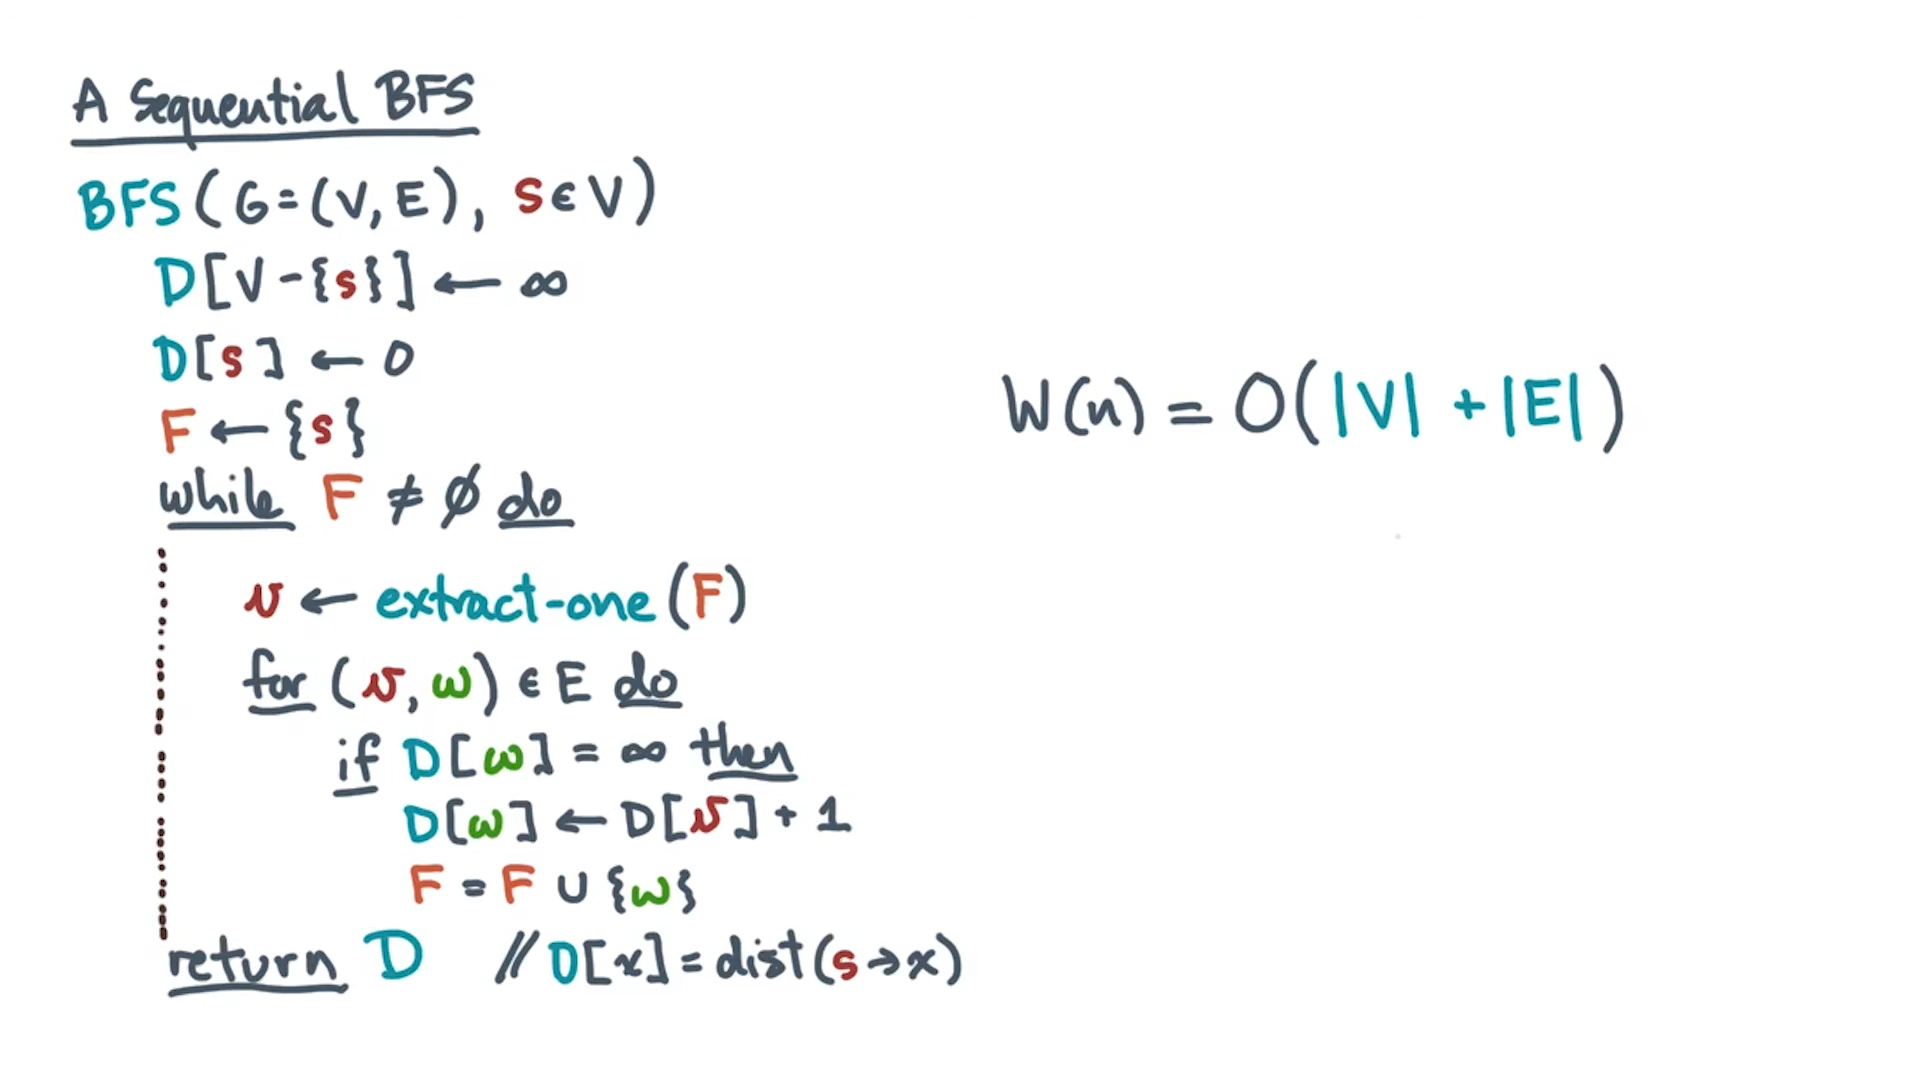 A Sequential BFS
BFS(G=(V,E), s∈V)
D[V-{s}] ← ∞
D[s] ← 0
F ← {s}
while F ≠ ∅ do
v ← extract-one(F)
for (v,w) ∈ E do
if D[w] = ∞ then
D[w] ← D[v] + 1
F = F ∪ {w}
return D // D[x] = dist(s→x)
W(n) = O(|V| + |E|)